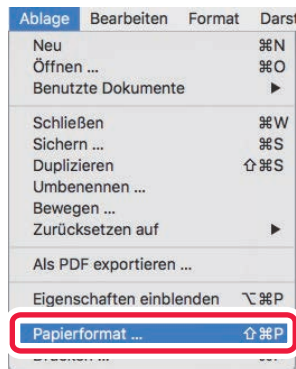 Ablage Bearbeiten Format Darst
Neu ⌘N
Öffnen ... ⌘O
Benutzte Dokumente ▶
Schließen ⌘W
Sichern ... ⌘S
Duplizieren ⇧⌘S
Umbenennen ...
Bewegen ...
Zurücksetzen auf ▶
Als PDF exportieren ...
Eigenschaften einblenden ⌥⌘P
Papierformat ... ⇧⌘P